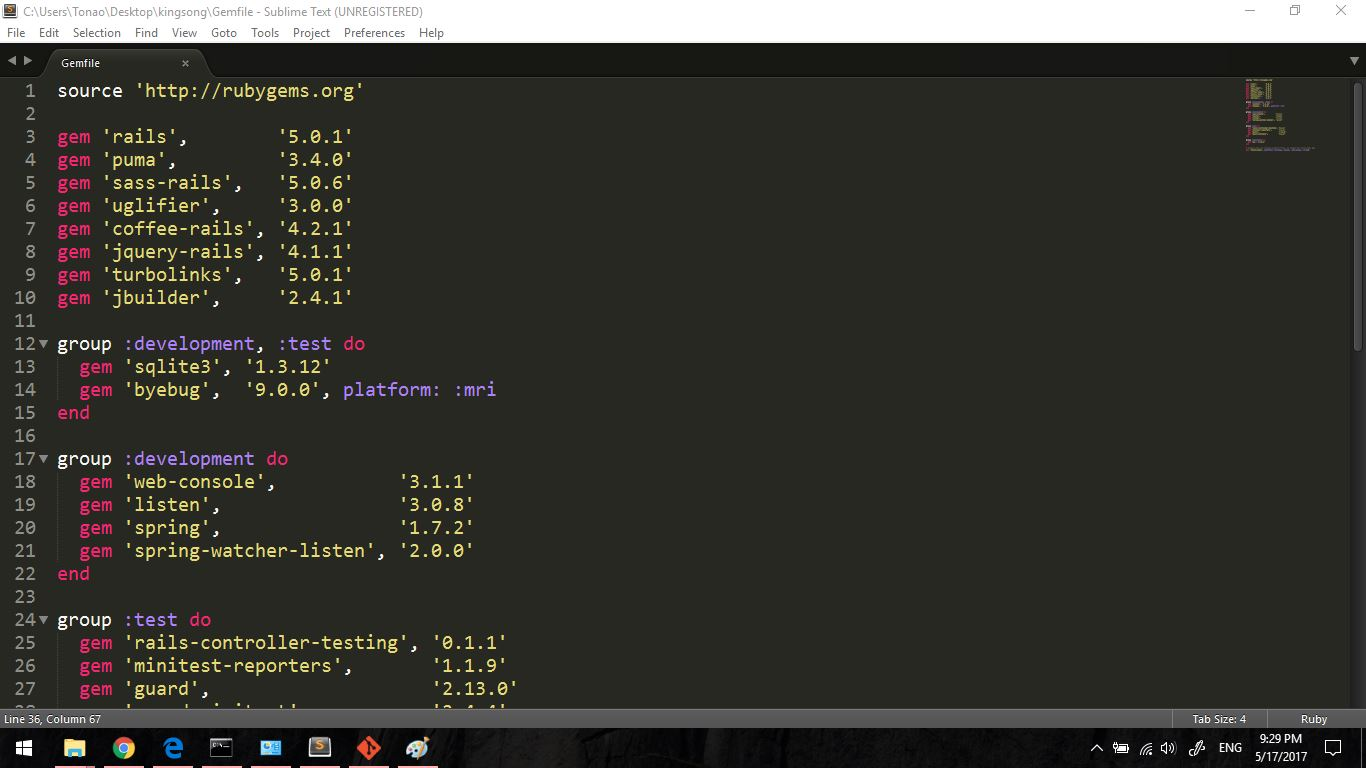 C:\Users\Tonao\Desktop\kingsong\Gemfile - Sublime Text (UNREGISTERED)
File Edit Selection Find View Goto Tools Project Preferences Help
Gemfile
1 source 'http://rubygems.org'
2
3 gem 'rails', '5.0.1'
4 gem 'puma', '3.4.0'
5 gem 'sass-rails', '5.0.6'
6 gem 'uglifier', '3.0.0'
7 gem 'coffee-rails', '4.2.1'
8 gem 'jquery-rails', '4.1.1'
9 gem 'turbolinks', '5.0.1'
10 gem 'jbuilder', '2.4.1'
11
12 group :development, :test do
13 gem 'sqlite3', '1.3.12'
14 gem 'byebug', '9.0.0', platform: :mri
15 end
16
17 group :development do
18 gem 'web-console', '3.1.1'
19 gem 'listen', '3.0.8'
20 gem 'spring', '1.7.2'
21 gem 'spring-watcher-listen', '2.0.0'
22 end
23
24 group :test do
25 gem 'rails-controller-testing', '0.1.1'
26 gem 'minitest-reporters', '1.1.9'
27 gem 'guard', '2.13.0'
Line 36, Column 67
Tab Size: 4
Ruby
ENG
9:29 PM
5/17/2017